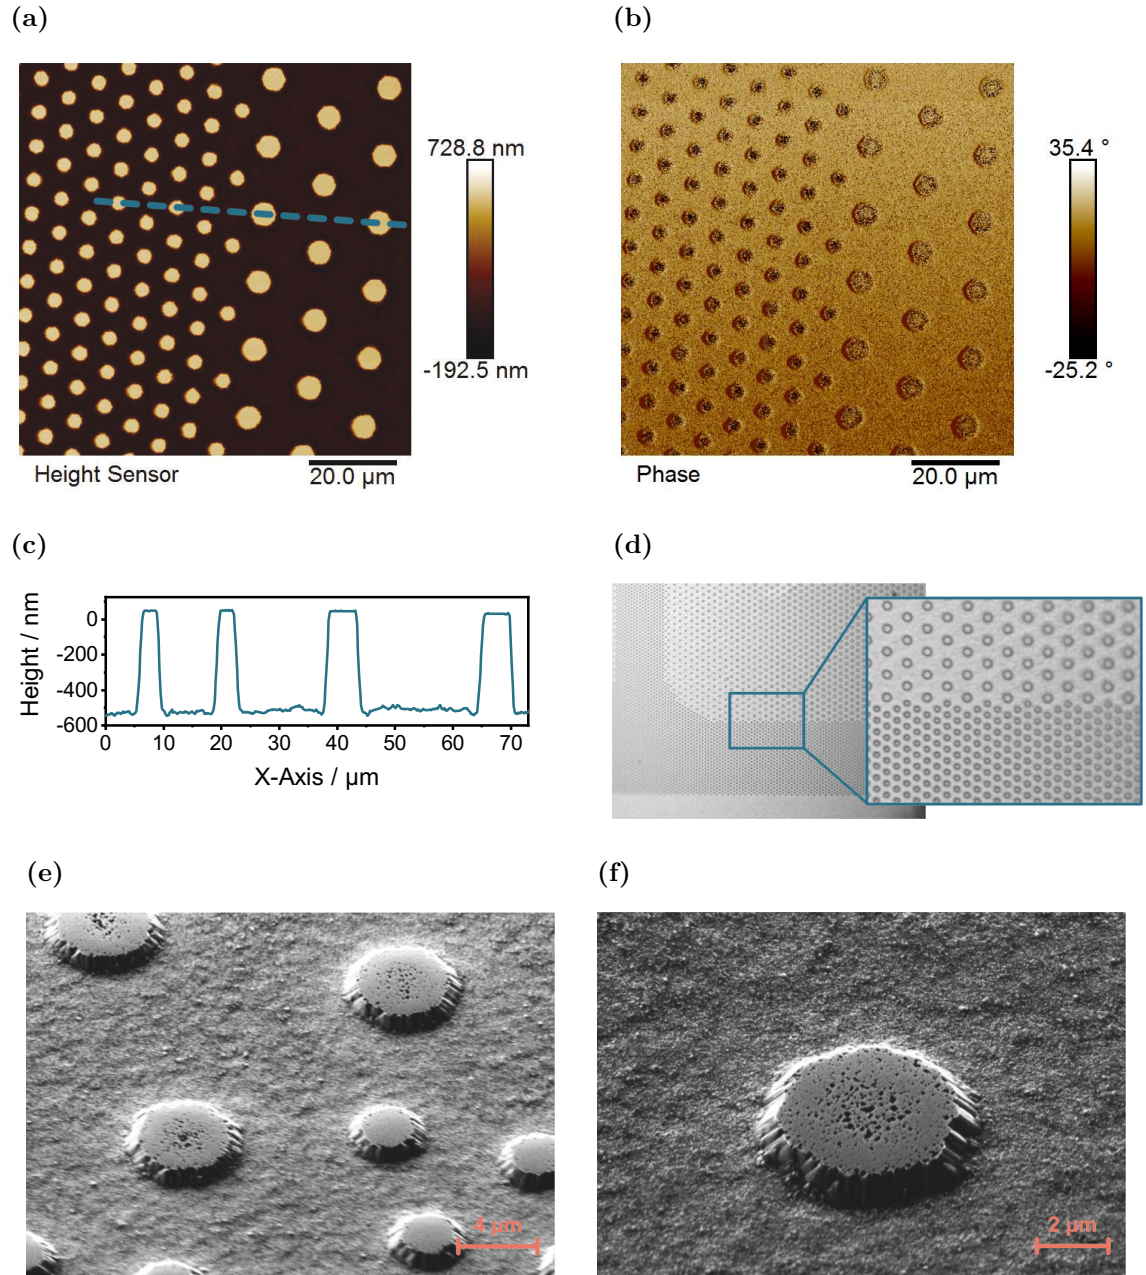 (a)
(b)
728.8 nm
-192.5 nm
Height Sensor
20.0 µm
35.4 °
-25.2 °
Phase
20.0 µm
(c)
(d)
Height / nm
0
-200
-400
-600
0 10 20 30 40 50 60 70
X-Axis / µm
(e)
(f)
4 µm
2 µm